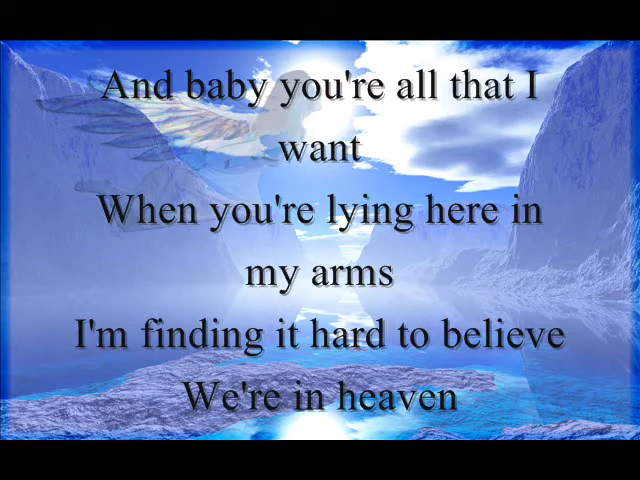 And baby you're all that I
want
When you're lying here in
my arms
I'm finding it hard to believe
We're in heaven